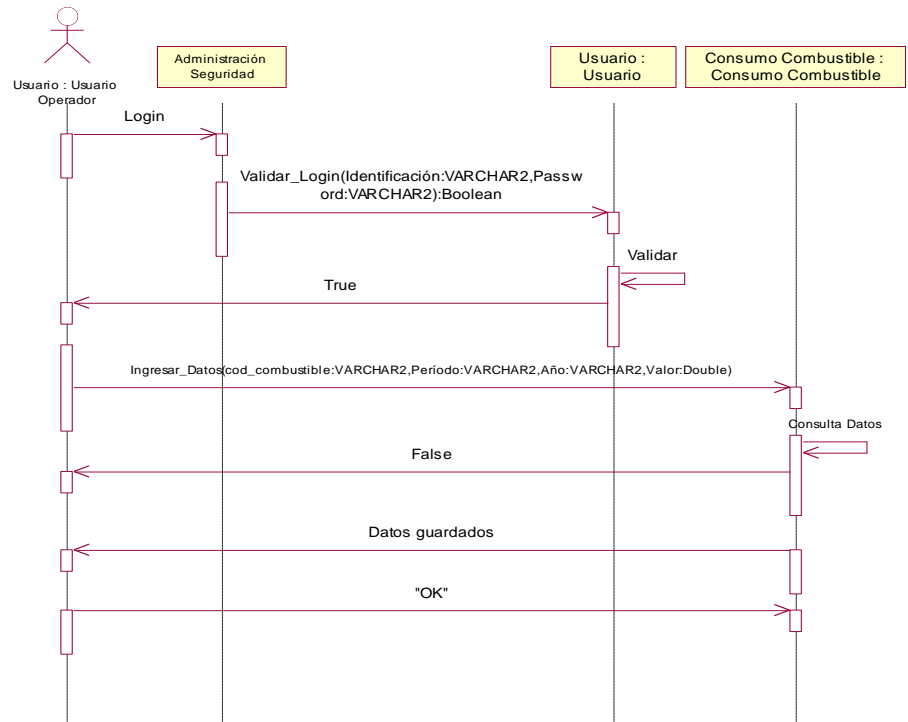 Usuario : Usuario
Operador
Administración
Seguridad
Usuario :
Usuario
Consumo Combustible :
Consumo Combustible
Login
Validar_Login(Identificación:VARCHAR2,Passw
ord:VARCHAR2):Boolean
Validar
True
Ingresar_Datos(cod_combustible:VARCHAR2,Período:VARCHAR2,Año:VARCHAR2,Valor:Double)
Consulta Datos
False
Datos guardados
"OK"